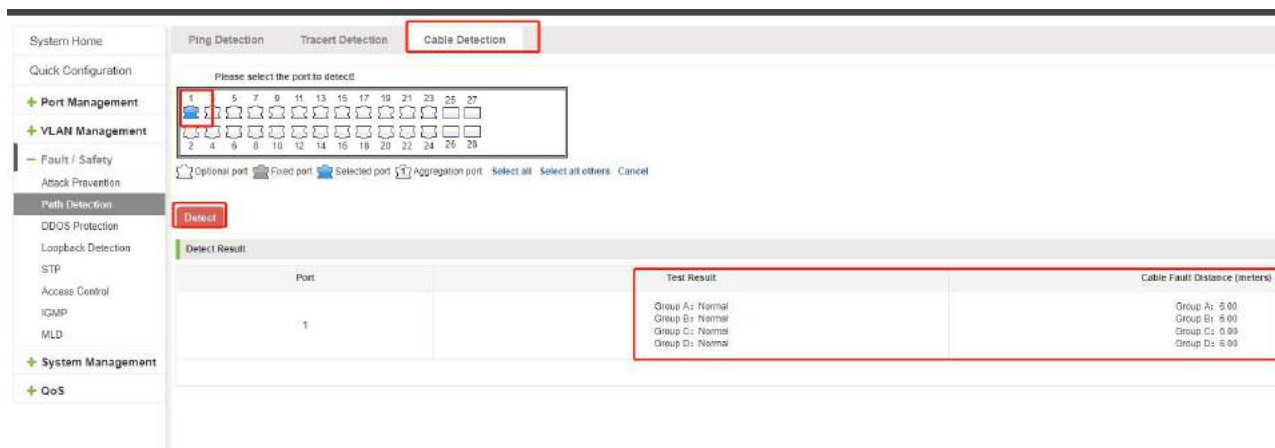 System Home
Quick Configuration
Port Management
VLAN Management
Fault / Safety
Attack Prevention
Path Detection
DDOS Protection
Loopback Detection
STP
Access Control
IGMP
MLD
System Management
QoS
Ping Detection Tracert Detection Cable Detection
Please select the port to detect!
1 5 7 9 11 13 15 17 19 21 23 25 27
2 4 6 8 10 12 14 16 18 20 22 24 26 28
Optional port Fixed port Selected port 1 Aggregation port Select all Select all others Cancel
Detect
Detect Result
Port Test Result Cable Fault Distance (meters)
1
Group A: Normal Group A: 6.00
Group B: Normal Group B: 6.00
Group C: Normal Group C: 6.00
Group D: Normal Group D: 6.00